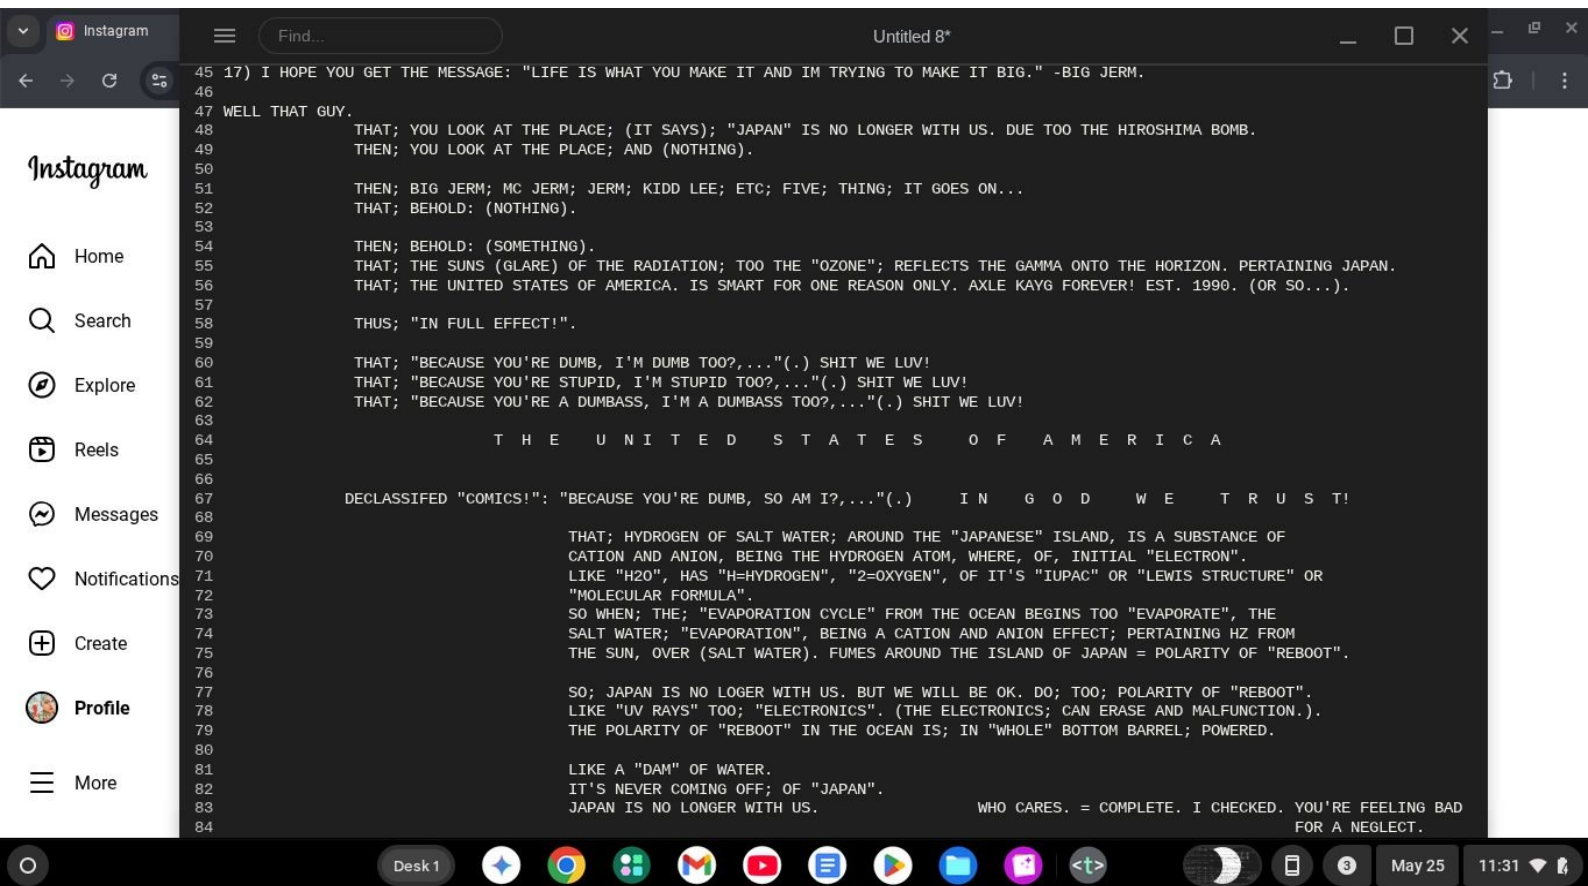 Instagram
Find...
Untitled 8*
Instagram
Home
Search
Explore
Reels
Messages
Notifications
Create
Profile
More
45 17) I HOPE YOU GET THE MESSAGE: "LIFE IS WHAT YOU MAKE IT AND IM TRYING TO MAKE IT BIG." -BIG JERM.
46
47 WELL THAT GUY.
48 THAT; YOU LOOK AT THE PLACE; (IT SAYS); "JAPAN" IS NO LONGER WITH US. DUE TOO THE HIROSHIMA BOMB.
49 THEN; YOU LOOK AT THE PLACE; AND (NOTHING).
50
51 THEN; BIG JERM; MC JERM; JERM; KIDD LEE; ETC; FIVE; THING; IT GOES ON...
52 THAT; BEHOLD: (NOTHING).
53
54 THEN; BEHOLD: (SOMETHING).
55 THAT; THE SUNS (GLARE) OF THE RADIATION; TOO THE "OZONE"; REFLECTS THE GAMMA ONTO THE HORIZON. PERTAINING JAPAN.
56 THAT; THE UNITED STATES OF AMERICA. IS SMART FOR ONE REASON ONLY. AXLE KAYG FOREVER! EST. 1990. (OR SO...).
57
58 THUS; "IN FULL EFFECT!".
59
60 THAT; "BECAUSE YOU'RE DUMB, I'M DUMB TOO?,..."(.) SHIT WE LUV!
61 THAT; "BECAUSE YOU'RE STUPID, I'M STUPID TOO?,..."(.) SHIT WE LUV!
62 THAT; "BECAUSE YOU'RE A DUMBASS, I'M A DUMBASS TOO?,..."(.) SHIT WE LUV!
63
64 T H E U N I T E D S T A T E S O F A M E R I C A
65
66
67 DECLASSIFED "COMICS!": "BECAUSE YOU'RE DUMB, SO AM I?,..."(.) I N G O D W E T R U S T!
68
69 THAT; HYDROGEN OF SALT WATER; AROUND THE "JAPANESE" ISLAND, IS A SUBSTANCE OF
70 CATION AND ANION, BEING THE HYDROGEN ATOM, WHERE, OF, INITIAL "ELECTRON".
71 LIKE "H2O", HAS "H=HYDROGEN", "2=OXYGEN", OF IT'S "IUPAC" OR "LEWIS STRUCTURE" OR
72 "MOLECULAR FORMULA".
73 SO WHEN; THE; "EVAPORATION CYCLE" FROM THE OCEAN BEGINS TOO "EVAPORATE", THE
74 SALT WATER; "EVAPORATION", BEING A CATION AND ANION EFFECT; PERTAINING HZ FROM
75 THE SUN, OVER (SALT WATER). FUMES AROUND THE ISLAND OF JAPAN = POLARITY OF "REBOOT".
76
77 SO; JAPAN IS NO LOGER WITH US. BUT WE WILL BE OK. DO; TOO; POLARITY OF "REBOOT".
78 LIKE "UV RAYS" TOO; "ELECTRONICS". (THE ELECTRONICS; CAN ERASE AND MALFUNCTION.).
79 THE POLARITY OF "REBOOT" IN THE OCEAN IS; IN "WHOLE" BOTTOM BARREL; POWERED.
80
81 LIKE A "DAM" OF WATER.
82 IT'S NEVER COMING OFF; OF "JAPAN".
83 JAPAN IS NO LONGER WITH US. WHO CARES. = COMPLETE. I CHECKED. YOU'RE FEELING BAD
84 FOR A NEGLECT.
Desk 1
<t>
3
May 25
11:31